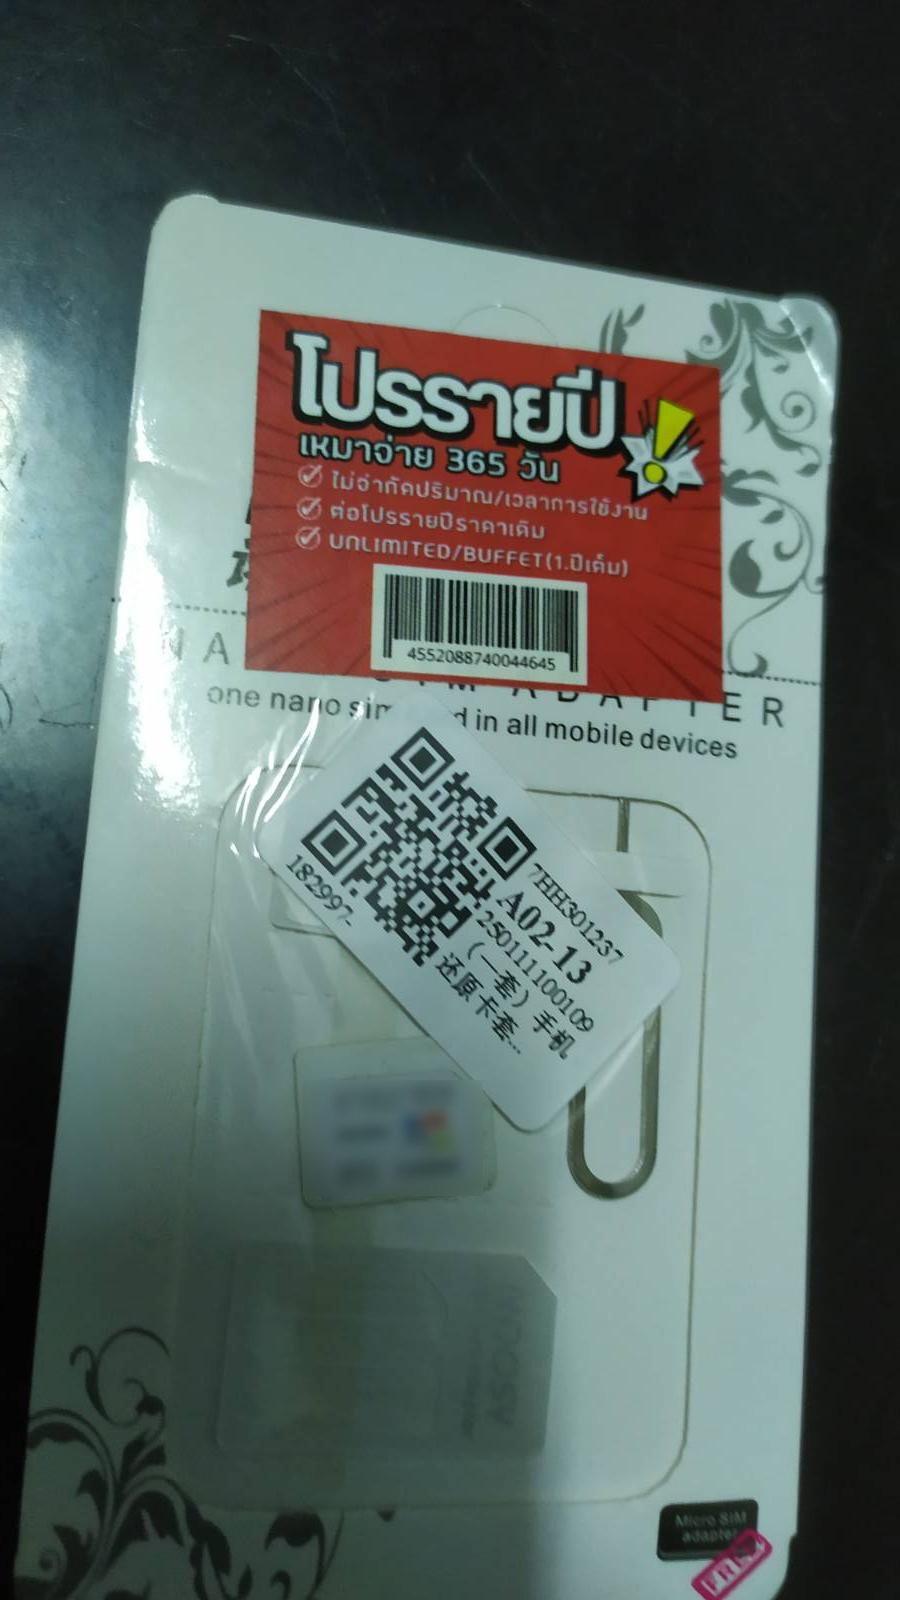 โปรรายปี
เหมาจ่าย 365 วัน
ไม่จำกัดปริมาณ/เวลาการใช้งาน
ต่อโปรรายปีราคาเดิม
UNLIMITED/BUFFET(1.ปีเต็ม)
4552088740044645
ADAPTER
one nano sim in all mobile devices
7HH301237
A02-13
250111100109
(一套)手机
还原卡套...
182997-
Micro SIM
adapter